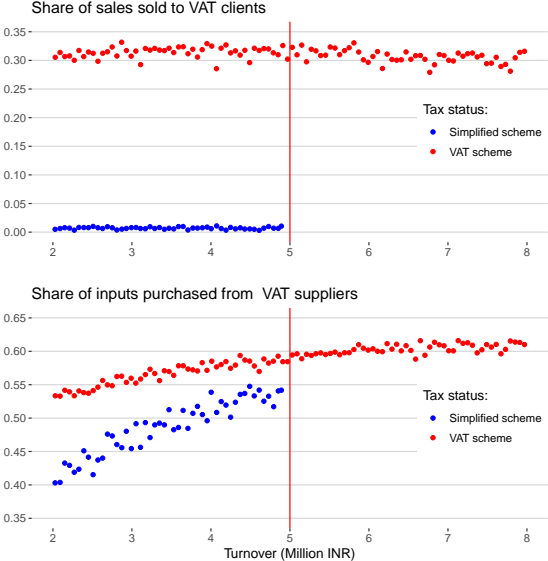 Share of sales sold to VAT clients
0.35
0.30
0.25
0.20
0.15
0.10
0.05
0.00
Tax status:
Simplified scheme
VAT scheme
2 3 4 5 6 7 8
Share of inputs purchased from  VAT suppliers
0.65
0.60
0.55
0.50
0.45
0.40
0.35
Tax status:
Simplified scheme
VAT scheme
2 3 4 5 6 7 8
Turnover (Million INR)